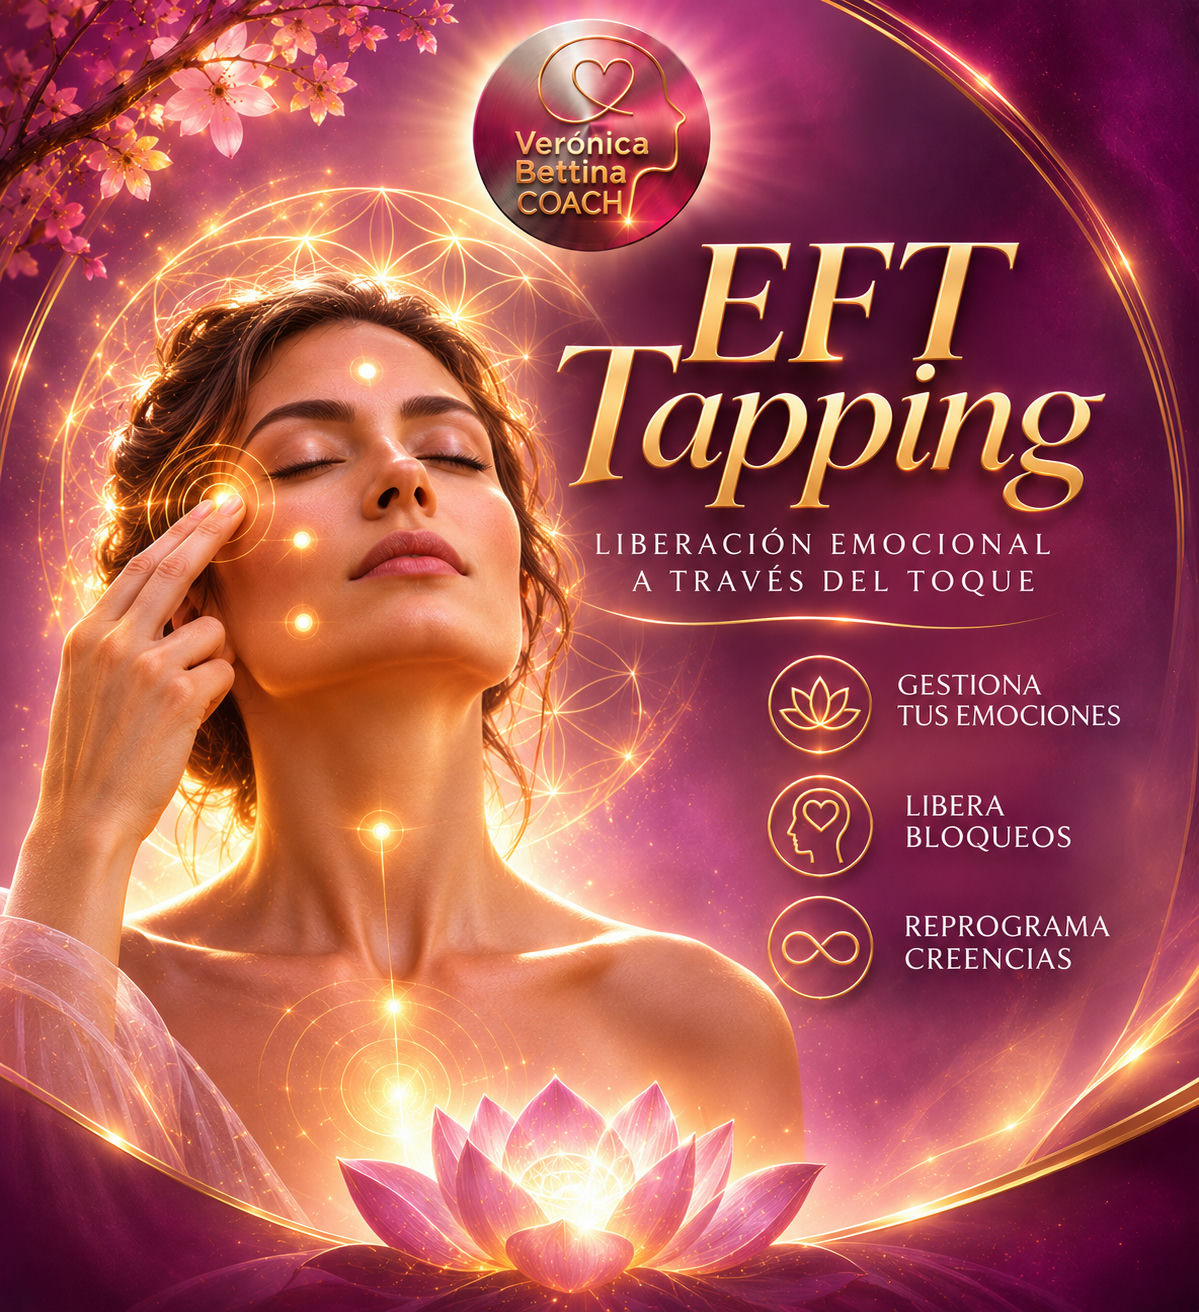 Verónica
Bettina
COACH
EFT
Tapping
LIBERACIÓN EMOCIONAL
A TRAVÉS DEL TOQUE
GESTIONA
TUS EMOCIONES
LIBERA
BLOQUEOS
REPROGRAMA
CREENCIAS